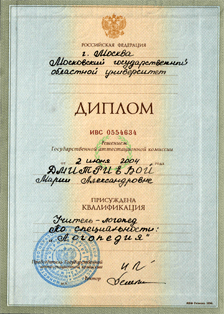 РОССИЙСКАЯ ФЕДЕРАЦИЯ
г. Москва
Московский государственный
областной университет
ДИПЛОМ
ИВС 0554634
Решением
Государственной аттестационной комиссии
от 2 июня 2004
ДМИТРИЕВОЙ
Марии Александровне
ПРИСУЖДЕНА
КВАЛИФИКАЦИЯ
Учитель-логопед
по специальности:
"Логопедия"
Ректор